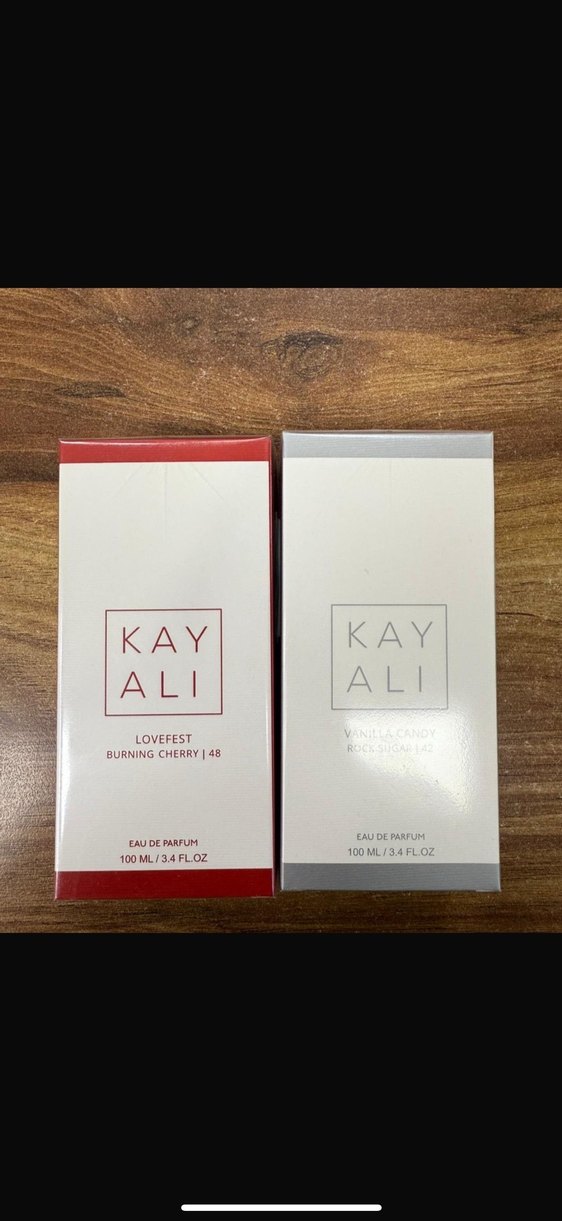 KAY
ALI
LOVEFEST
BURNING CHERRY | 48
EAU DE PARFUM
100 ML / 3.4 FL.OZ
KAY
ALI
VANILLA CANDY
ROCK SUGAR | 42
EAU DE PARFUM
100 ML / 3.4 FL.OZ